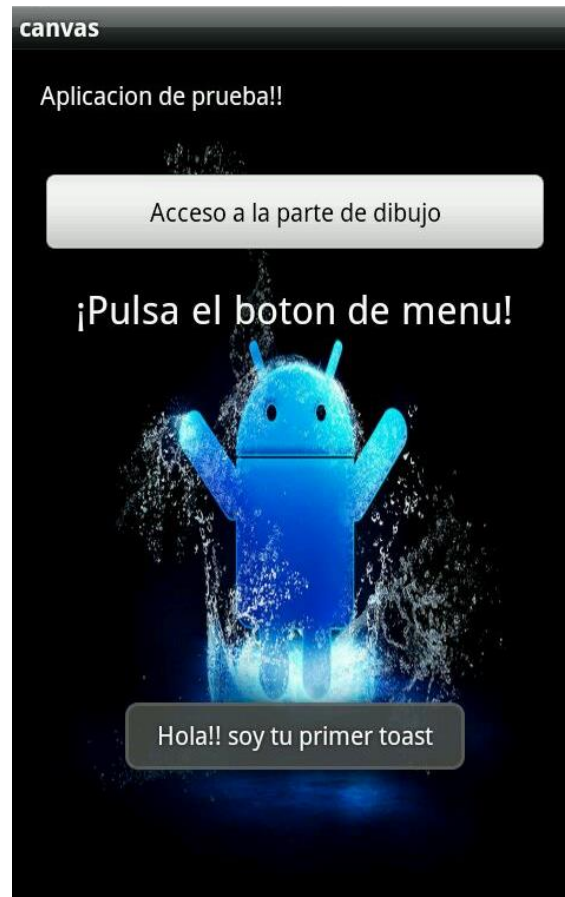 canvas
Aplicacion de prueba!!
Acceso a la parte de dibujo
¡Pulsa el boton de menu!
Hola!! soy tu primer toast